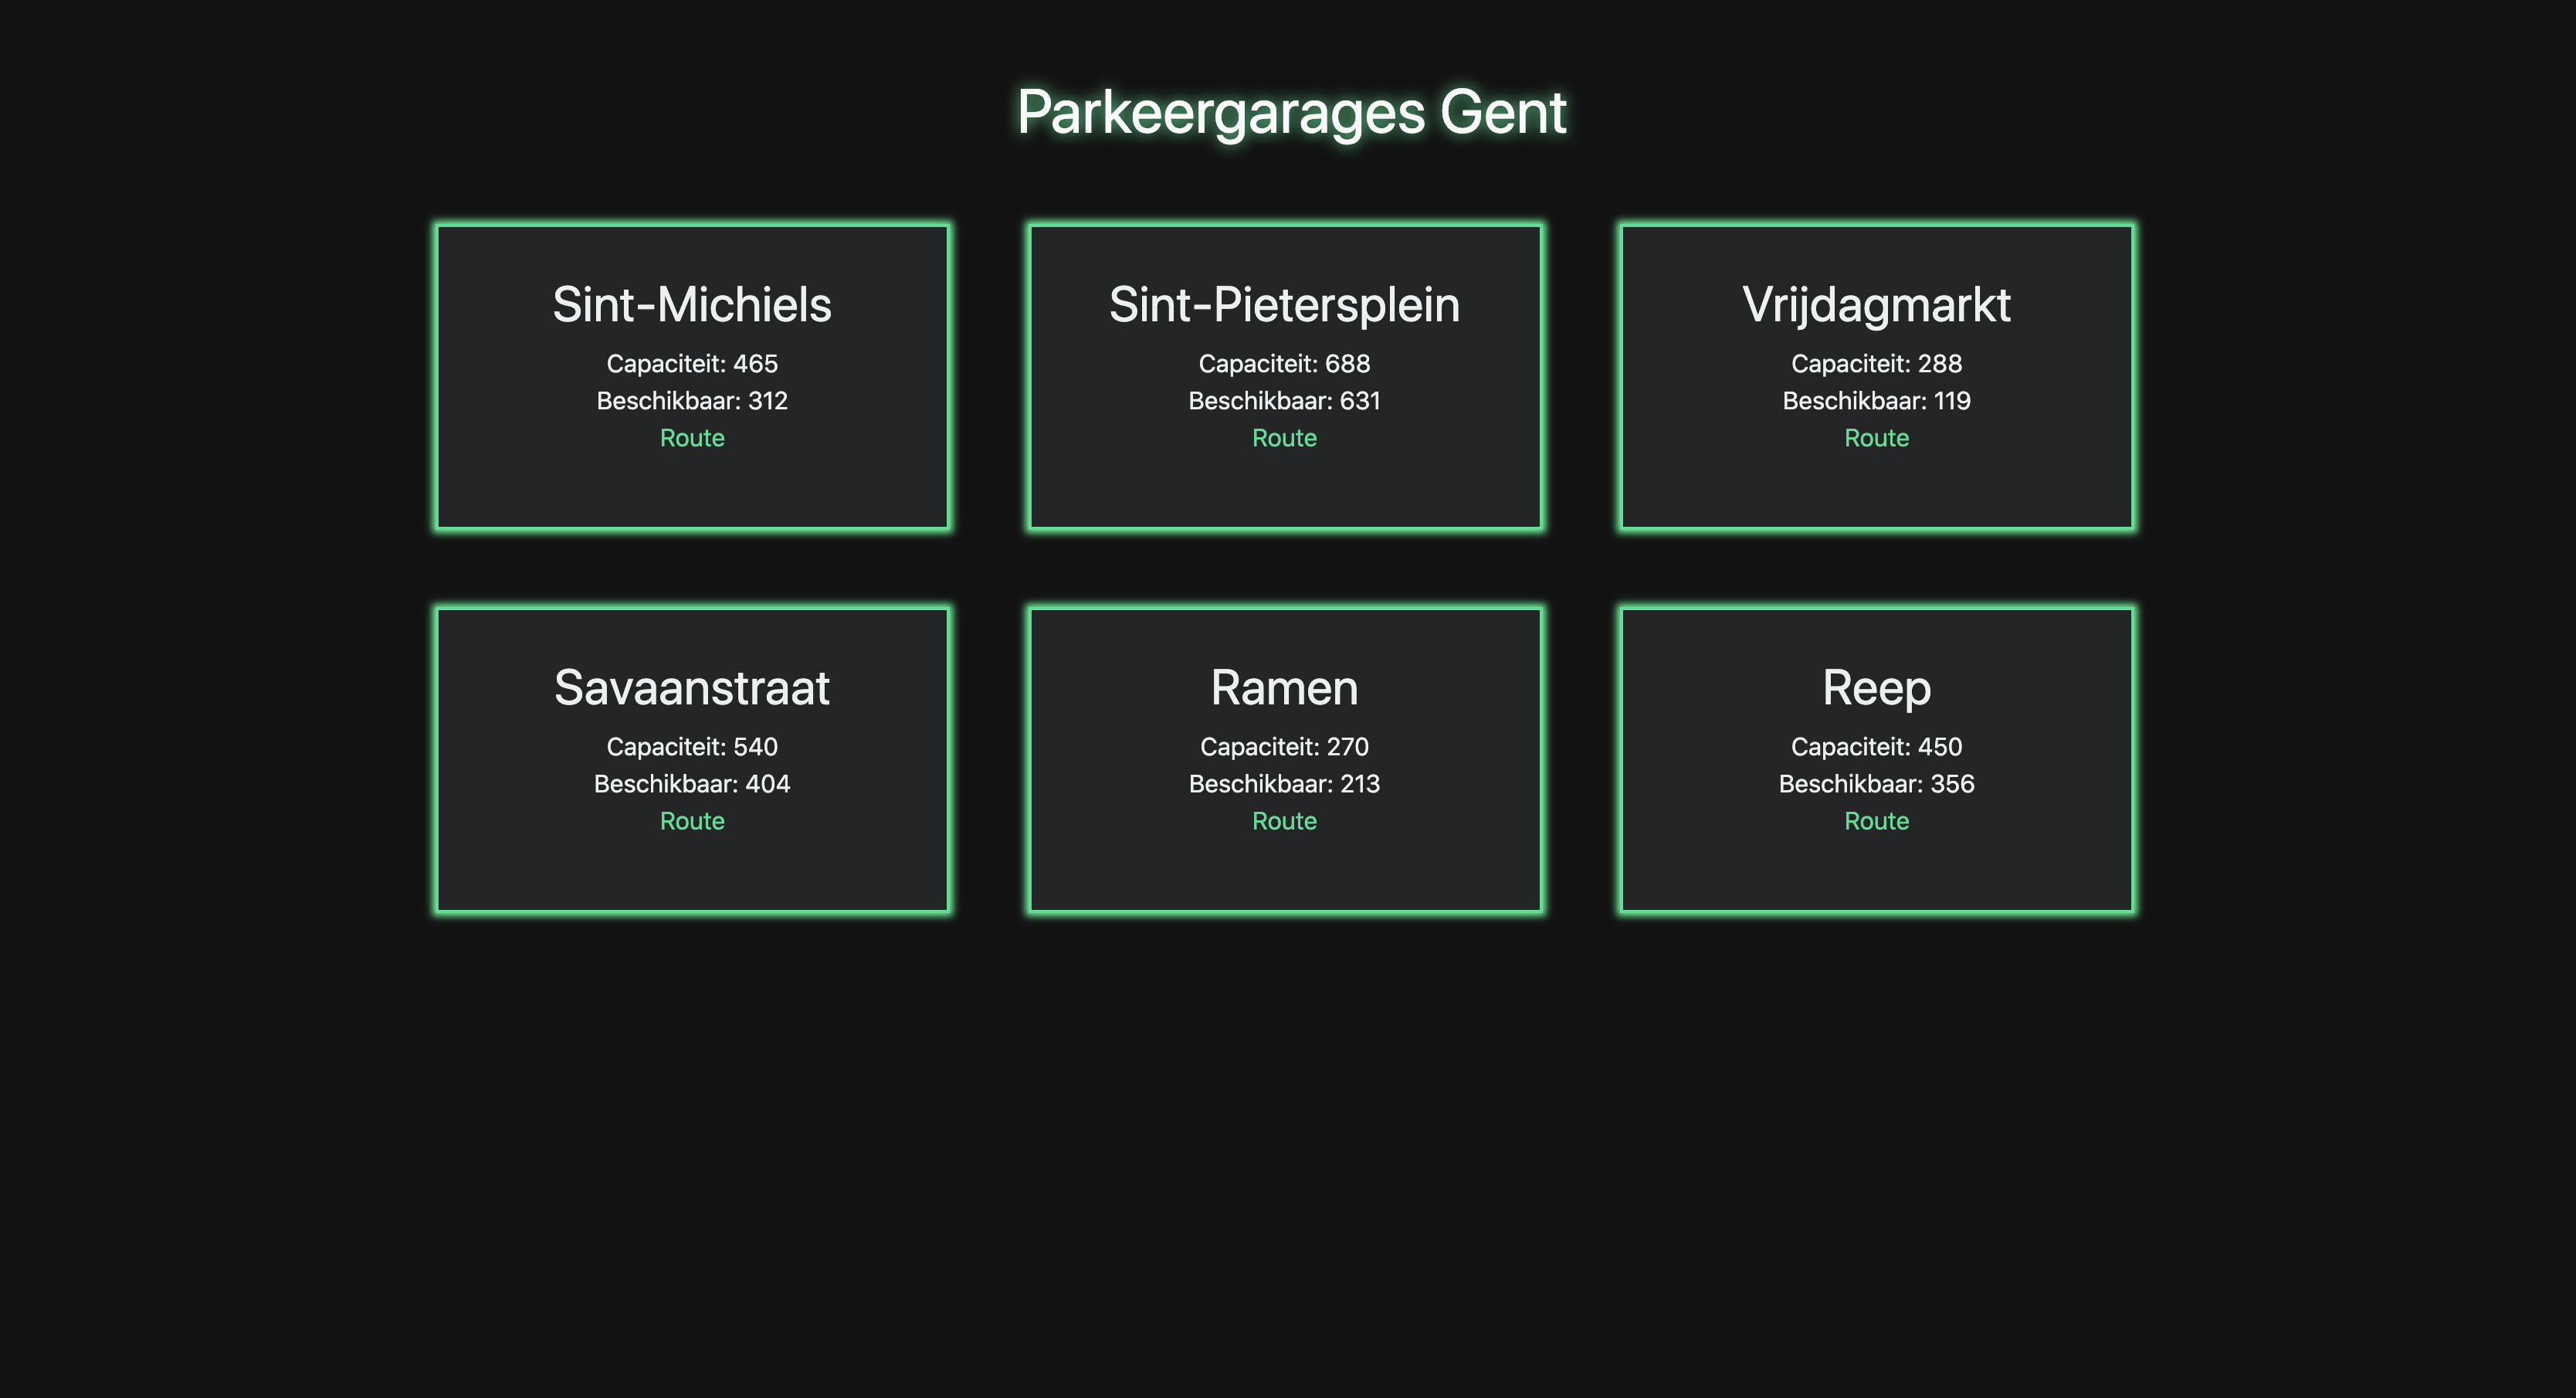 Parkeergarages Gent
Sint-Michiels
Capaciteit: 465
Beschikbaar: 312
Route
Sint-Pietersplein
Capaciteit: 688
Beschikbaar: 631
Route
Vrijdagmarkt
Capaciteit: 288
Beschikbaar: 119
Route
Savaanstraat
Capaciteit: 540
Beschikbaar: 404
Route
Ramen
Capaciteit: 270
Beschikbaar: 213
Route
Reep
Capaciteit: 450
Beschikbaar: 356
Route